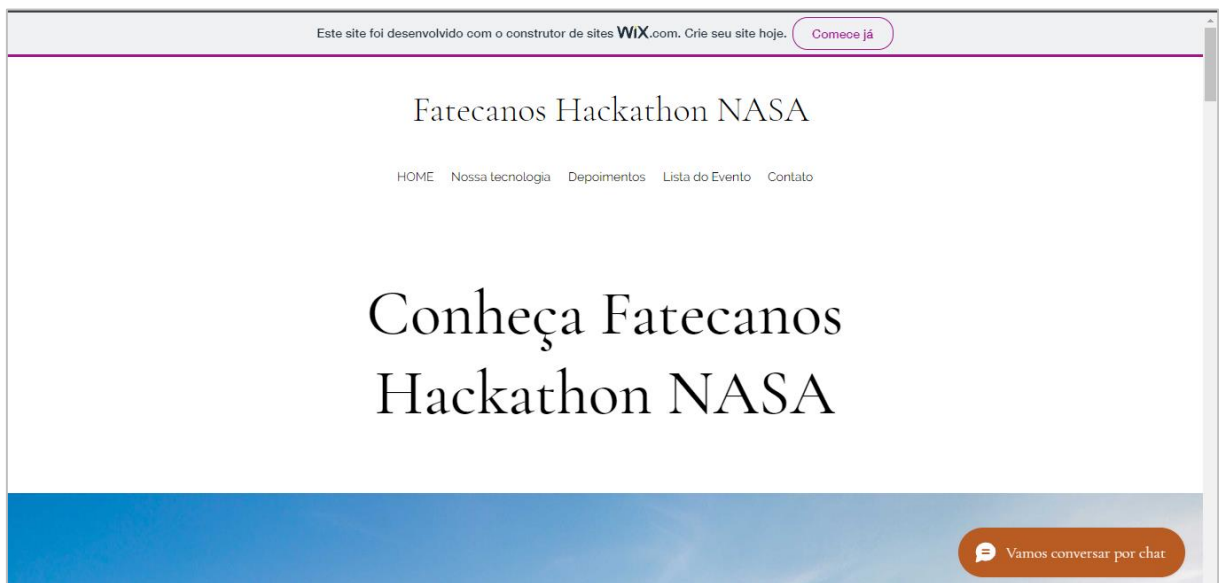 Este site foi desenvolvido com o construtor de sites WiX.com. Crie seu site hoje. Comece já
Fatecanos Hackathon NASA
HOME Nossa tecnologia Depoimentos Lista do Evento Contato
Conheça Fatecanos
Hackathon NASA
Vamos conversar por chat